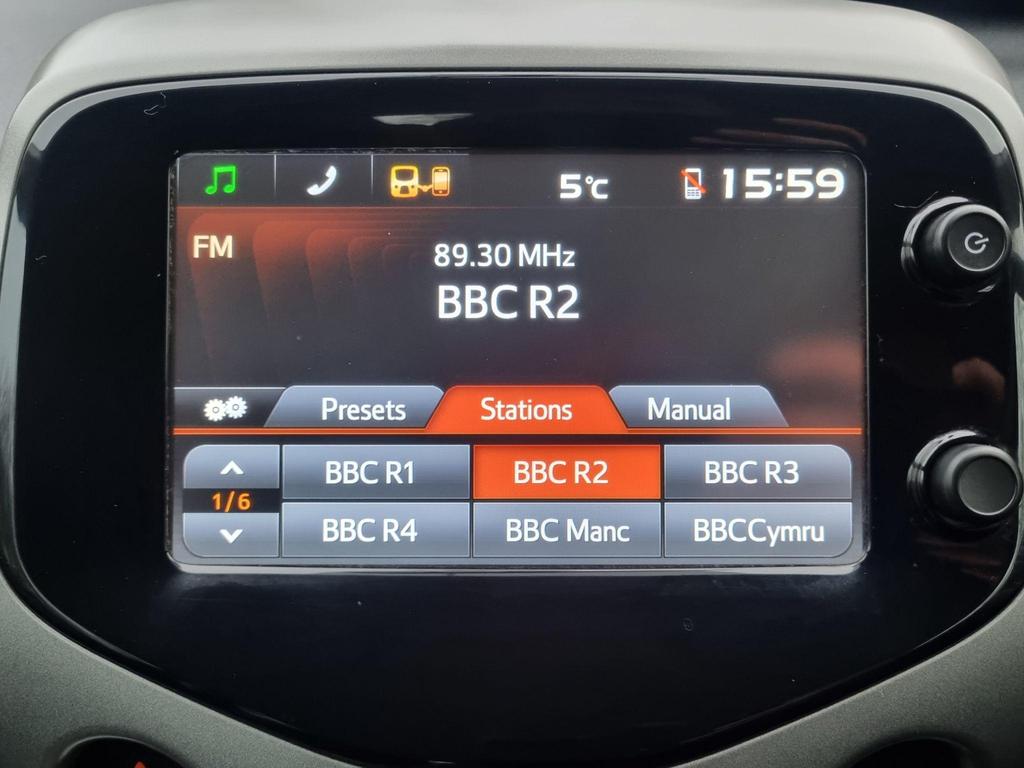 5°C 15:59
FM
89.30 MHz
BBC R2
Presets Stations Manual
BBC R1 BBC R2 BBC R3
1/6
BBC R4 BBC Manc BBCCymru